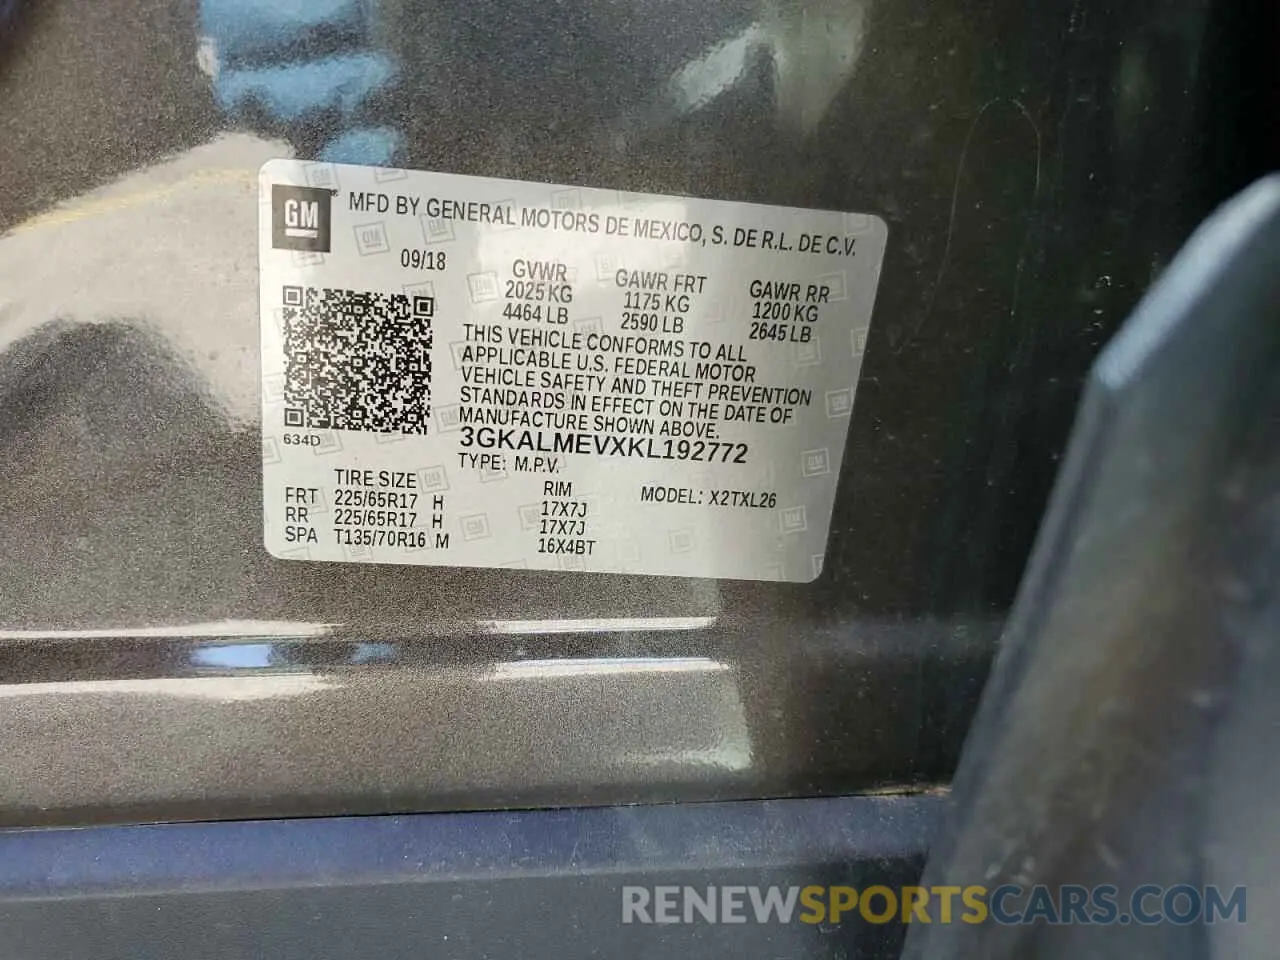 GM
® MFD BY GENERAL MOTORS DE MEXICO, S. DE R.L. DE C.V.
09/18
GVWR GAWR FRT GAWR RR
2025 KG 1175 KG 1200 KG
4464 LB 2590 LB 2645 LB
THIS VEHICLE CONFORMS TO ALL
APPLICABLE U.S. FEDERAL MOTOR
VEHICLE SAFETY AND THEFT PREVENTION
STANDARDS IN EFFECT ON THE DATE OF
MANUFACTURE SHOWN ABOVE.
634D
3GKALMEVXKL192772
TYPE: M.P.V.
TIRE SIZE RIM MODEL: X2TXL26
FRT 225/65R17 H 17X7J
RR 225/65R17 H 17X7J
SPA T135/70R16 M 16X4BT
RENEWSPORTSCARS.COM